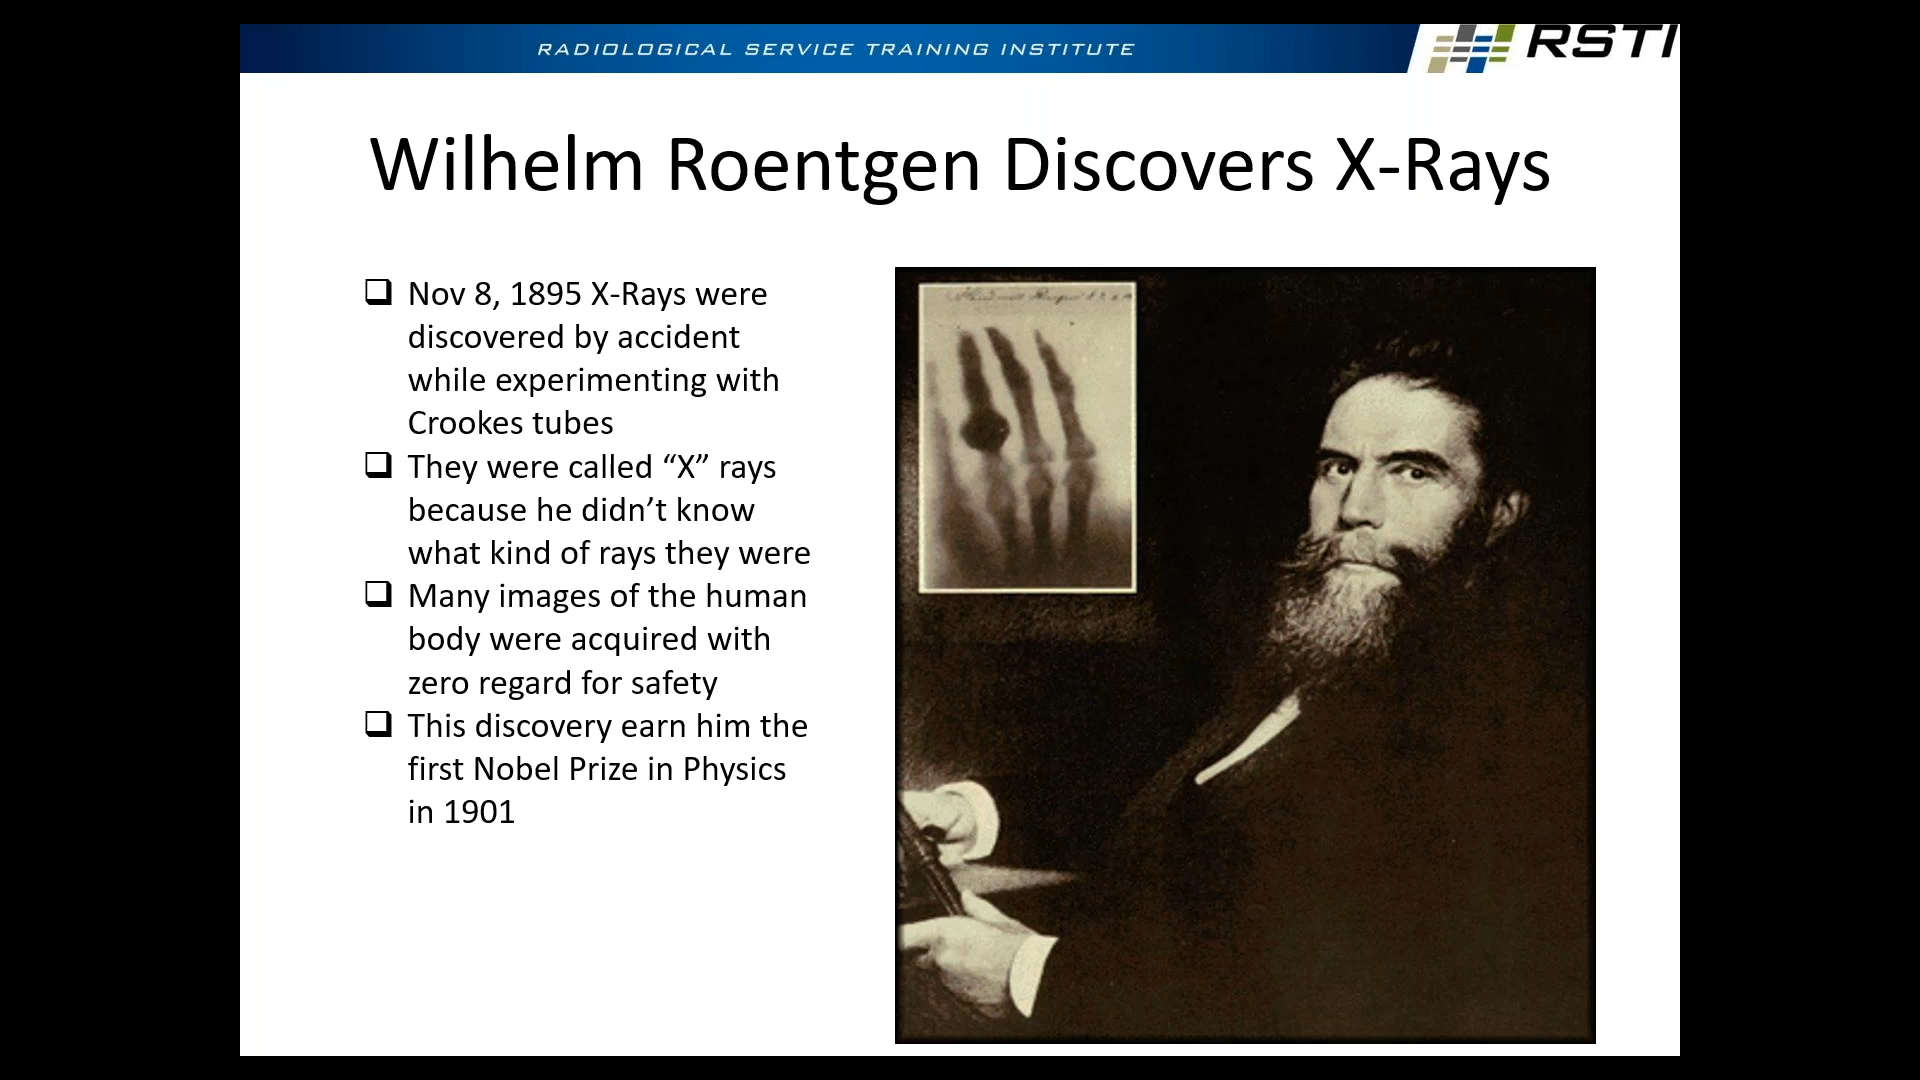 RADIOLOGICAL SERVICE TRAINING INSTITUTE
RSTI
Wilhelm Roentgen Discovers X-Rays
Nov 8, 1895 X-Rays were
discovered by accident
while experimenting with
Crookes tubes
They were called “X” rays
because he didn’t know
what kind of rays they were
Many images of the human
body were acquired with
zero regard for safety
This discovery earn him the
first Nobel Prize in Physics
in 1901